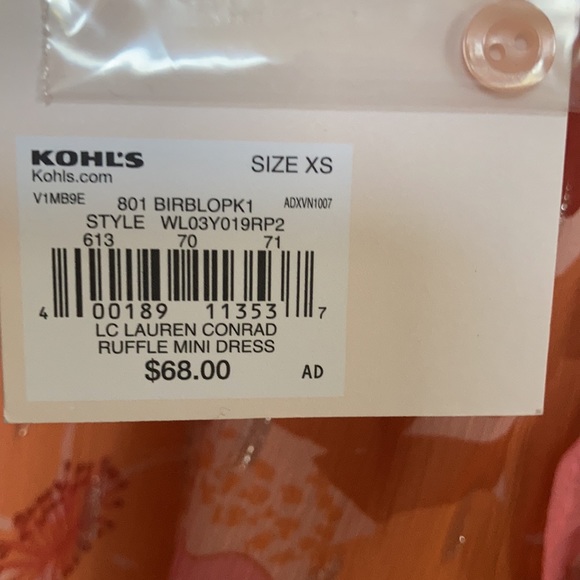 KOHL'S
Kohls.com
SIZE XS
V1MB9E 801 BIRBLOPK1 ADXVN1007
STYLE WL03Y019RP2
613 70 71
4 00189 11353 7
LC LAUREN CONRAD
RUFFLE MINI DRESS
$68.00 AD